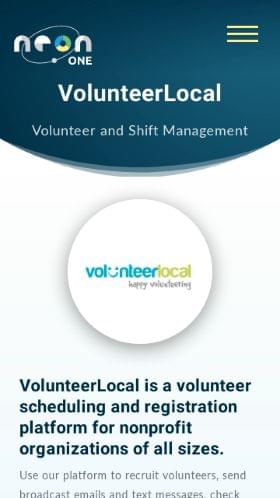 neon
ONE
VolunteerLocal
Volunteer and Shift Management
volunteerlocal
happy volunteering
VolunteerLocal is a volunteer
scheduling and registration
platform for nonprofit
organizations of all sizes.
Use our platform to recruit volunteers, send
broadcast emails and text messages, check